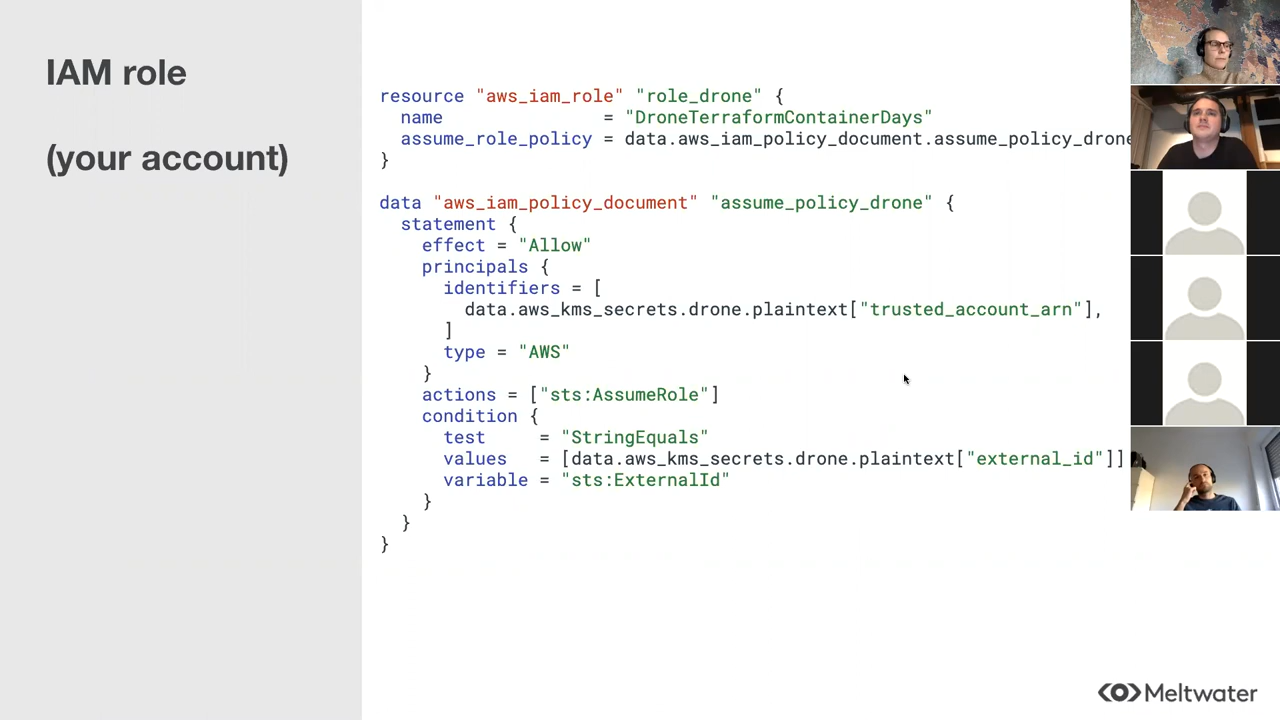 IAM role
(your account)
resource "aws_iam_role" "role_drone" {
  name               = "DroneTerraformContainerDays"
  assume_role_policy = data.aws_iam_policy_document.assume_policy_drone
}
data "aws_iam_policy_document" "assume_policy_drone" {
  statement {
    effect = "Allow"
    principals {
      identifiers = [
        data.aws_kms_secrets.drone.plaintext["trusted_account_arn"],
      ]
      type = "AWS"
    }
    actions = ["sts:AssumeRole"]
    condition {
      test     = "StringEquals"
      values   = [data.aws_kms_secrets.drone.plaintext["external_id"]]
      variable = "sts:ExternalId"
    }
  }
}
Meltwater